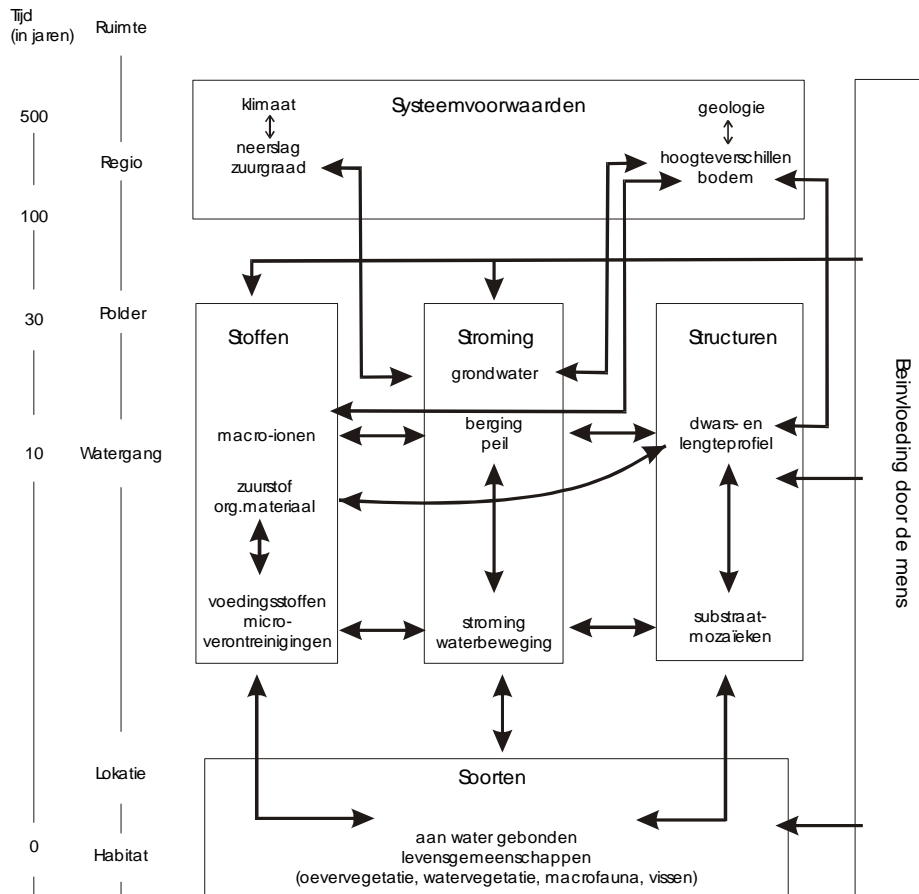 Tijd
(in jaren)
Ruimte
500
Regio
100
30
Polder
10
Watergang
Lokatie
0
Habitat
Systeemvoorwaarden
klimaat
neerslag
zuurgraad
geologie
hoogteverschillen
bodem
Stoffen
macro-ionen
zuurstof
org.materiaal
voedingsstoffen
micro-
verontreinigingen
Stroming
grondwater
berging
peil
stroming
waterbeweging
Structuren
dwars- en
lengteprofiel
substraat-
mozaïeken
Soorten
aan water gebonden
levensgemeenschappen
(oevervegetatie, watervegetatie, macrofauna, vissen)
Beinvloeding door de mens